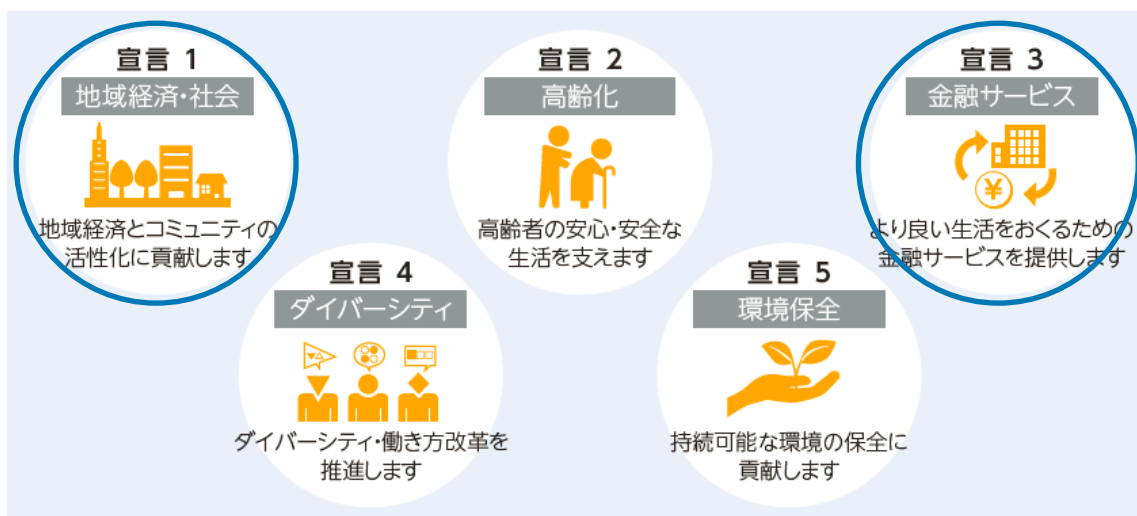 宣言 1
地域経済・社会
地域経済とコミュニティの
活性化に貢献します
宣言 2
高齢化
高齢者の安心・安全な
生活を支えます
宣言 3
金融サービス
¥
より良い生活をおくるための
金融サービスを提供します
宣言 4
ダイバーシティ
ダイバーシティ・働き方改革を
推進します
宣言 5
環境保全
持続可能な環境の保全に
貢献します